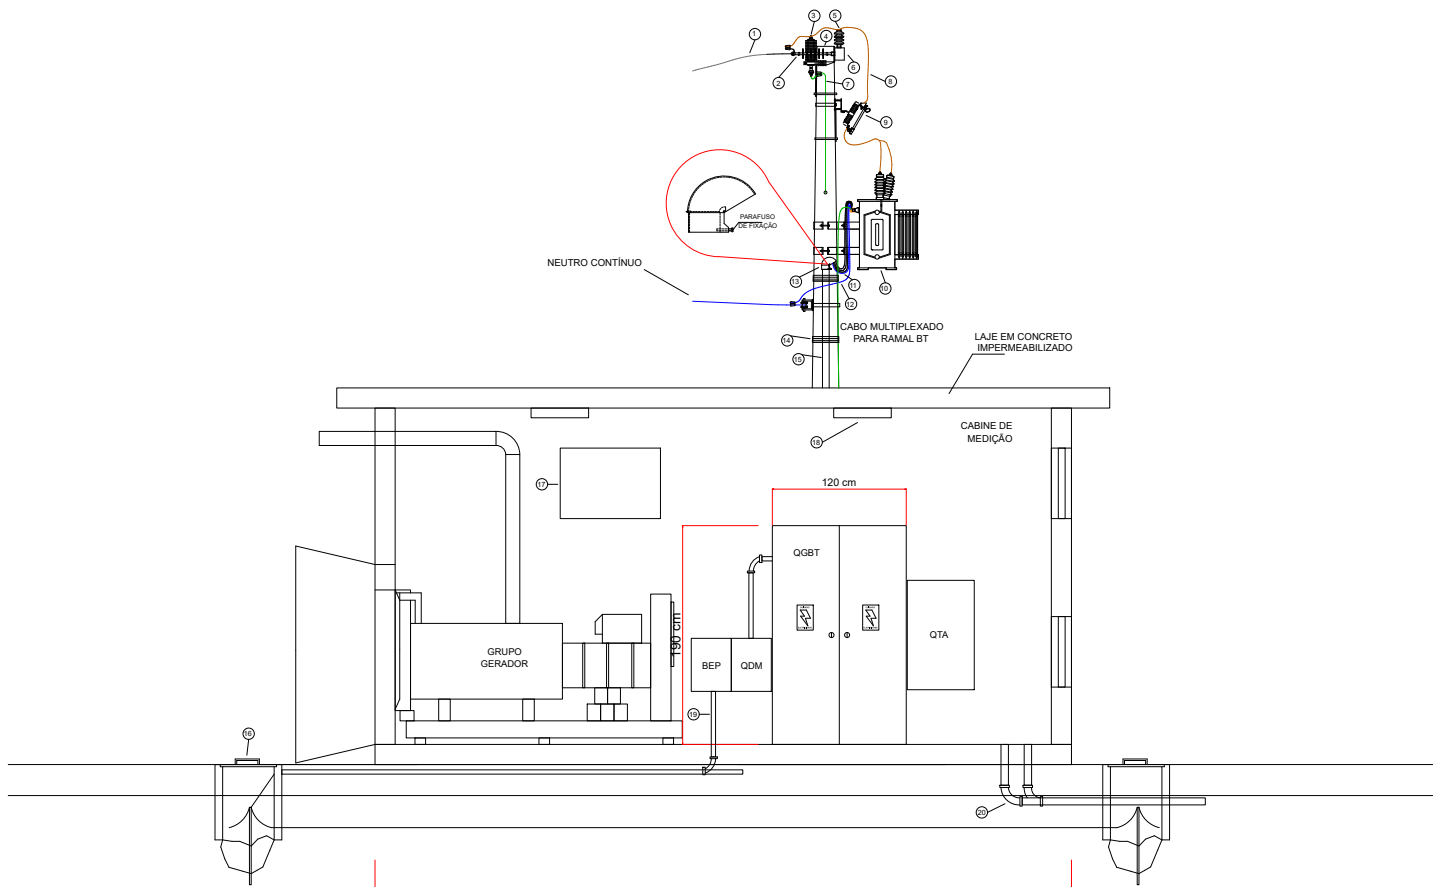 3
5
1
4
6
2
7
8
9
PARAFUSO
DE FIXAÇÃO
NEUTRO CONTÍNUO
13
11
10
12
CABO MULTIPLEXADO
PARA RAMAL BT
14
15
LAJE EM CONCRETO
IMPERMEABILIZADO
CABINE DE
MEDIÇÃO
18
17
120 cm
QGBT
190 cm
QTA
GRUPO
GERADOR
BEP
QDM
19
16
20